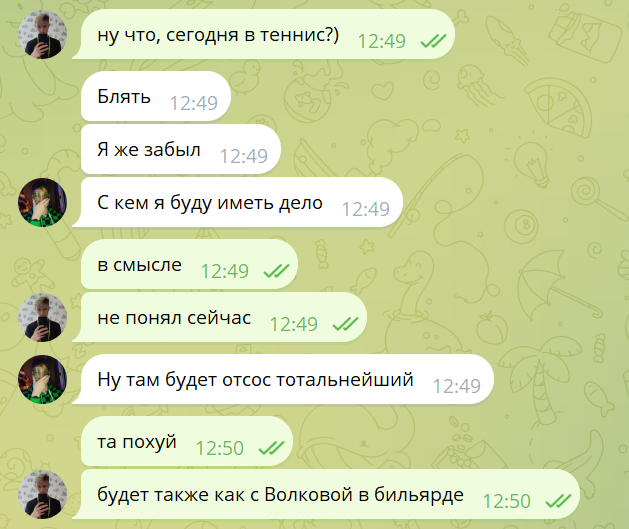 ну что, сегодня в теннис?) 12:49
Блять 12:49
Я же забыл 12:49
С кем я буду иметь дело 12:49
в смысле 12:49
не понял сейчас 12:49
Ну там будет отсос тотальнейший 12:49
та похуй 12:50
будет также как с Волковой в бильярде 12:50